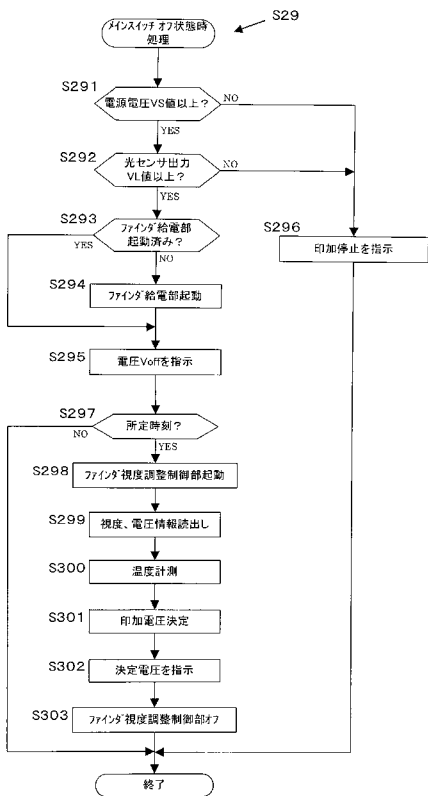 S29
メインスイッチ オフ状態時
処理
S291
電源電圧VS値以上?
NO
YES
S292
光センサ出力
VL値以上?
NO
YES
S293
ファインダ給電部
起動済み?
YES
NO
S296
印加停止を指示
S294
ファインダ給電部起動
S295
電圧Voffを指示
S297
所定時刻?
NO
YES
S298
ファインダ視度調整制御部起動
S299
視度、電圧情報読出し
S300
温度計測
S301
印加電圧決定
S302
決定電圧を指示
S303
ファインダ視度調整制御部オフ
終了